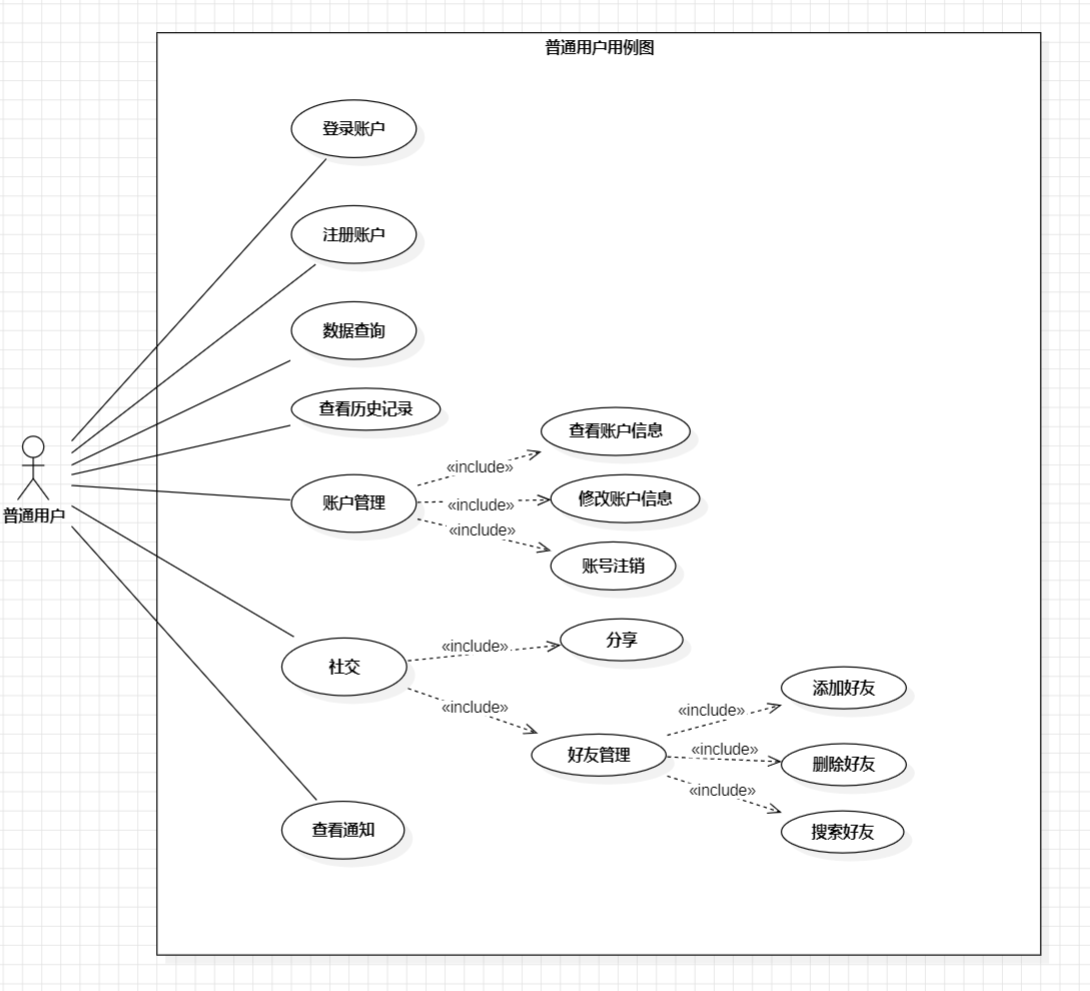 普通用户用例图
登录账户
注册账户
数据查询
查看历史记录
普通用户
账户管理
«include»
查看账户信息
«include»
修改账户信息
«include»
账号注销
社交
«include»
分享
«include»
好友管理
«include»
添加好友
«include»
删除好友
«include»
搜索好友
查看通知